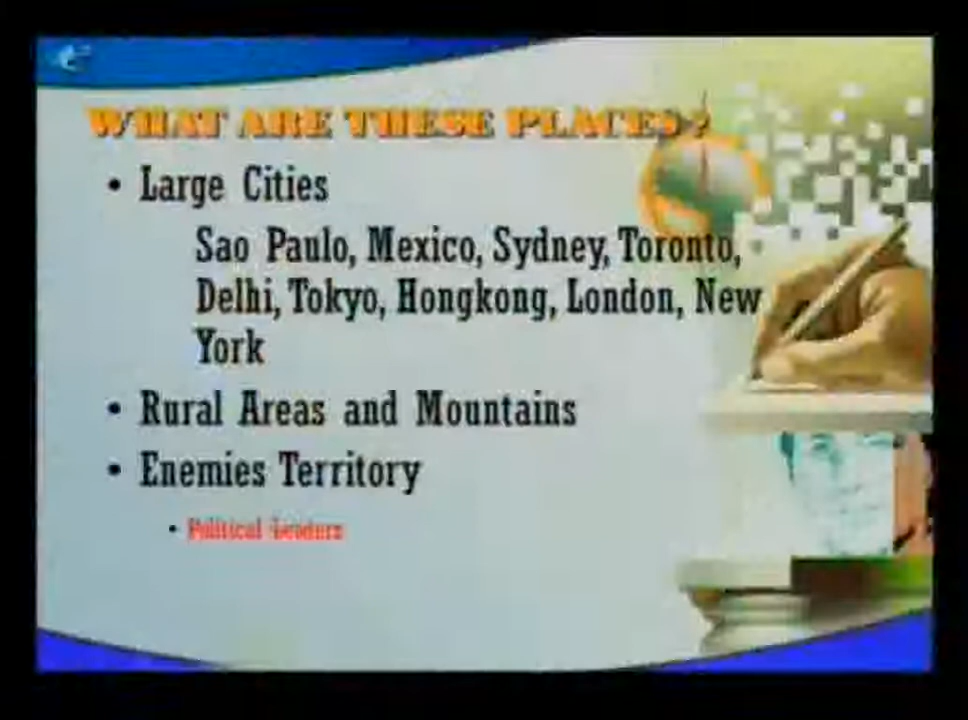 WHAT ARE THESE PLACES?
• Large Cities
Sao Paulo, Mexico, Sydney, Toronto,
Delhi, Tokyo, Hongkong, London, New
York
• Rural Areas and Mountains
• Enemies Territory
• Political Leaders